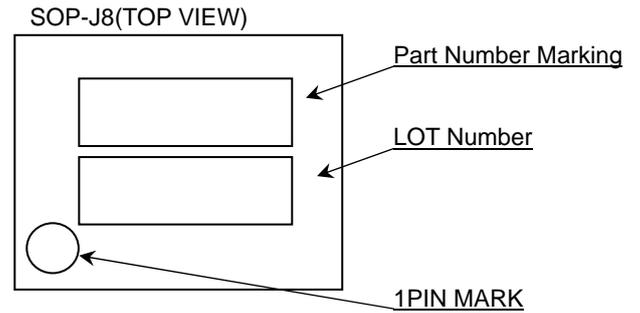 SOP-J8(TOP VIEW)
Part Number Marking
LOT Number
1PIN MARK